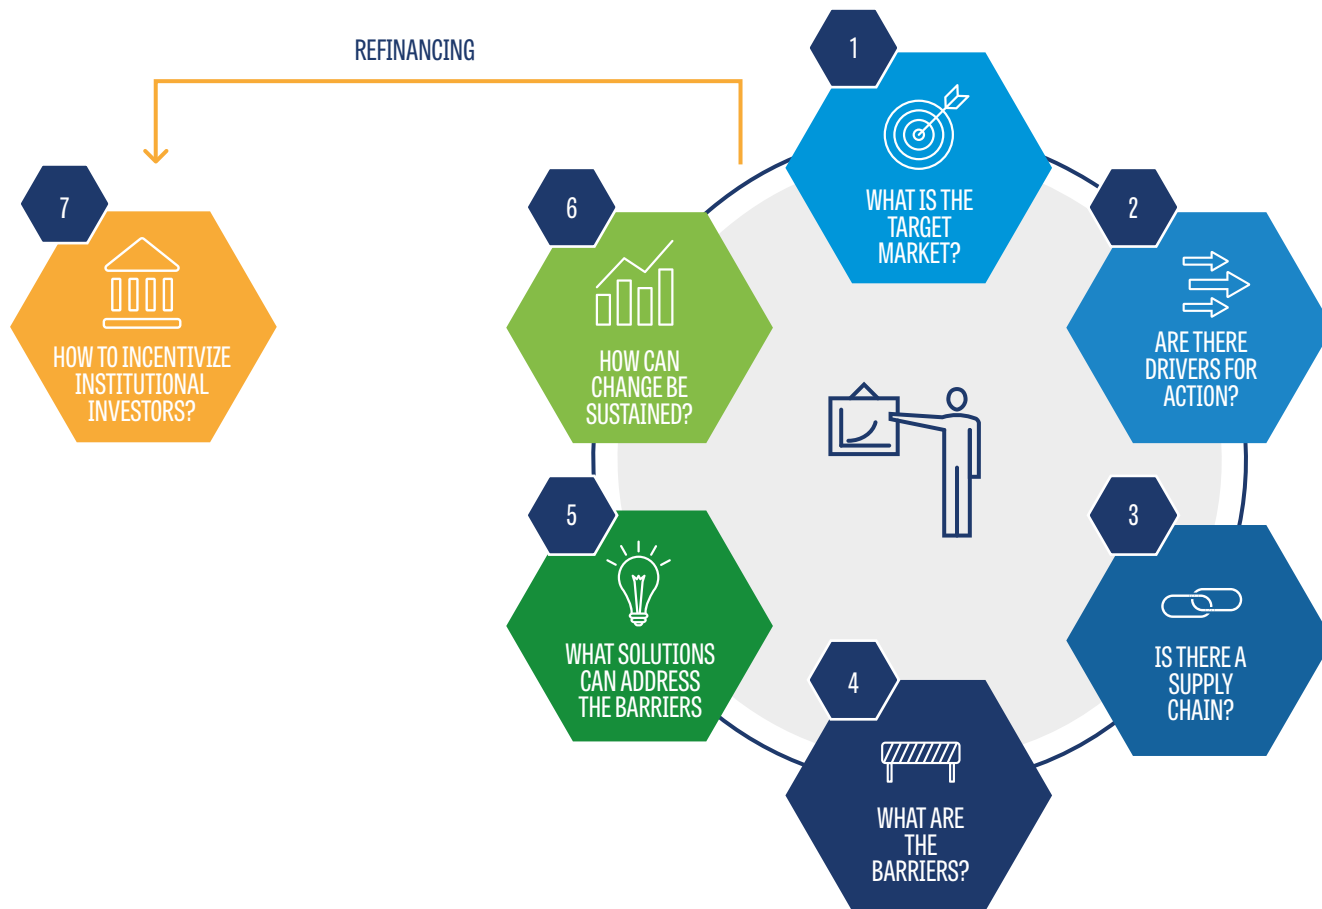 REFINANCING
1
WHAT IS THE
TARGET
MARKET?
2
ARE THERE
DRIVERS FOR
ACTION?
3
IS THERE A
SUPPLY
CHAIN?
4
WHAT ARE
THE
BARRIERS?
5
WHAT SOLUTIONS
CAN ADDRESS
THE BARRIERS
6
HOW CAN
CHANGE BE
SUSTAINED?
7
HOW TO INCENTIVIZE
INSTITUTIONAL
INVESTORS?